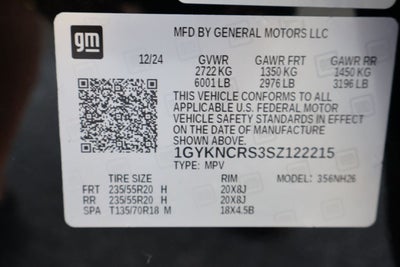 gm
MFD BY GENERAL MOTORS LLC
12/24 GVWR GAWR FRT GAWR RR
2722 KG 1350 KG 1450 KG
6001 LB 2976 LB 3196 LB
THIS VEHICLE CONFORMS TO ALL
APPLICABLE U.S. FEDERAL MOTOR
VEHICLE SAFETY STANDARDS IN EFFECT
ON THE DATE OF MANUFACTURE SHOWN ABOVE.
1GYKNCRS3SZ122215
TYPE: MPV MODEL: 356NH26
TIRE SIZE RIM
FRT 235/55R20 H 20X8J
RR 235/55R20 H 20X8J
SPA T135/70R18 M 18X4.5B